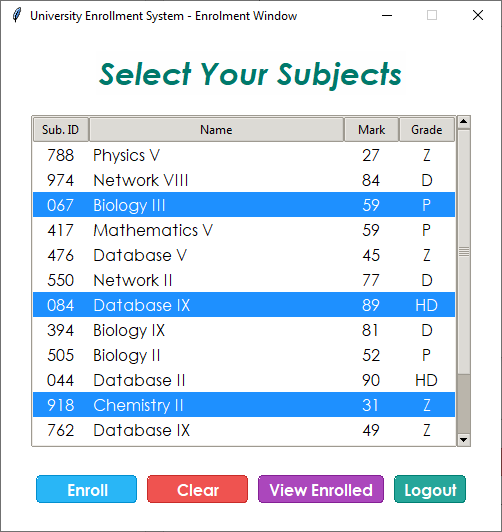 University Enrollment System - Enrolment Window
Select Your Subjects
Sub. ID Name Mark Grade
788 Physics V 27 Z
974 Network VIII 84 D
067 Biology III 59 P
417 Mathematics V 59 P
476 Database V 45 Z
550 Network II 77 D
084 Database IX 89 HD
394 Biology IX 81 D
505 Biology II 52 P
044 Database II 90 HD
918 Chemistry II 31 Z
762 Database IX 49 Z
Enroll Clear View Enrolled Logout